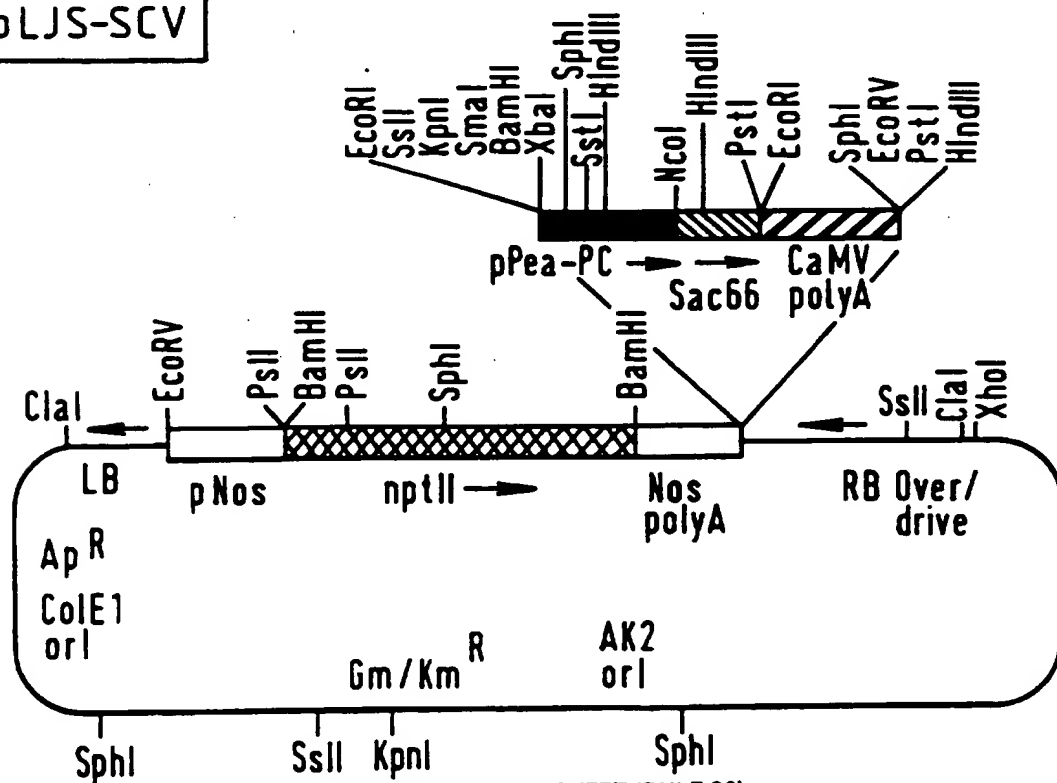 pLJS-SCV
EcoRI
SslI
KpnI
SmaI
BamHI
XbaI
SphI
SstI
HIndIII
NcoI
HIndIII
PstI
EcoRI
SphI
EcoRV
PstI
HIndIII
pPea-PC
Sac66
CaMV
polyA
ClaI
EcoRV
PslI
BamHI
PslI
SphI
BamHI
SslI
ClaI
XhoI
LB
pNos
nptII
Nos
polyA
RB Over/
drive
Ap R
ColE1
orI
Gm/Km R
AK2
orI
SphI
SslI
KpnI
SphI